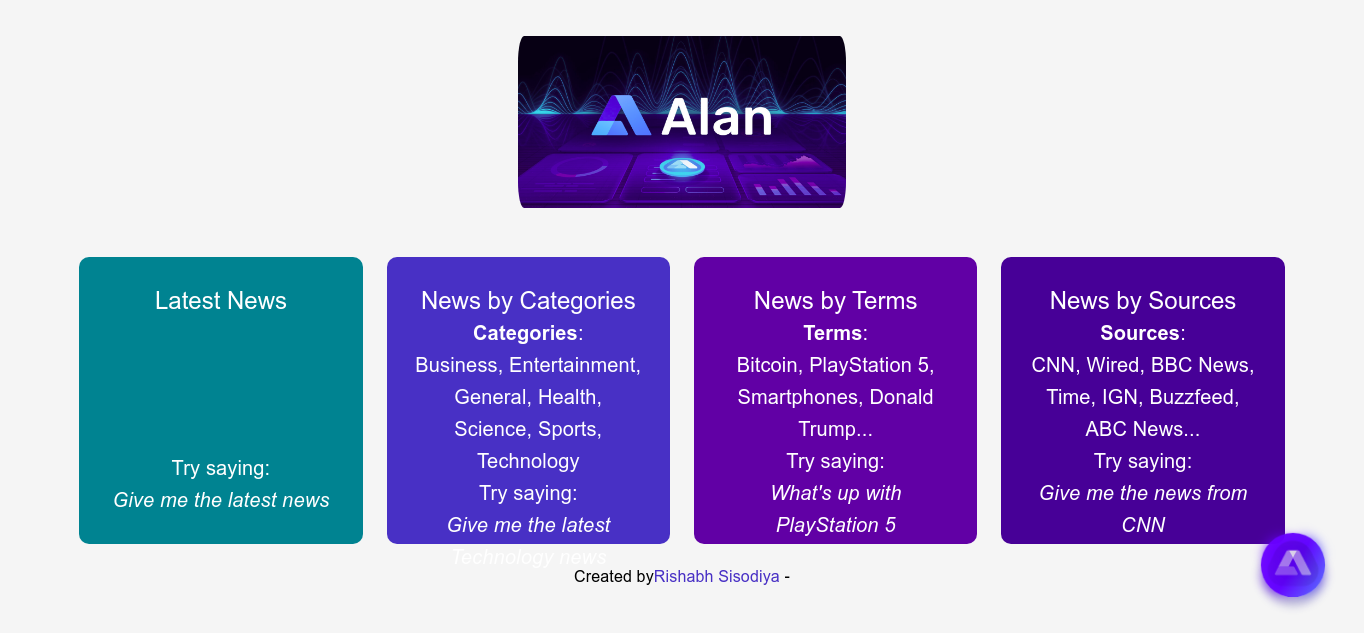 Alan
Latest News
Try saying:
Give me the latest news
News by Categories
Categories:
Business, Entertainment,
General, Health,
Science, Sports,
Technology
Try saying:
Give me the latest
Technology news
News by Terms
Terms:
Bitcoin, PlayStation 5,
Smartphones, Donald
Trump...
Try saying:
What's up with
PlayStation 5
News by Sources
Sources:
CNN, Wired, BBC News,
Time, IGN, Buzzfeed,
ABC News...
Try saying:
Give me the news from
CNN
Created byRishabh Sisodiya -